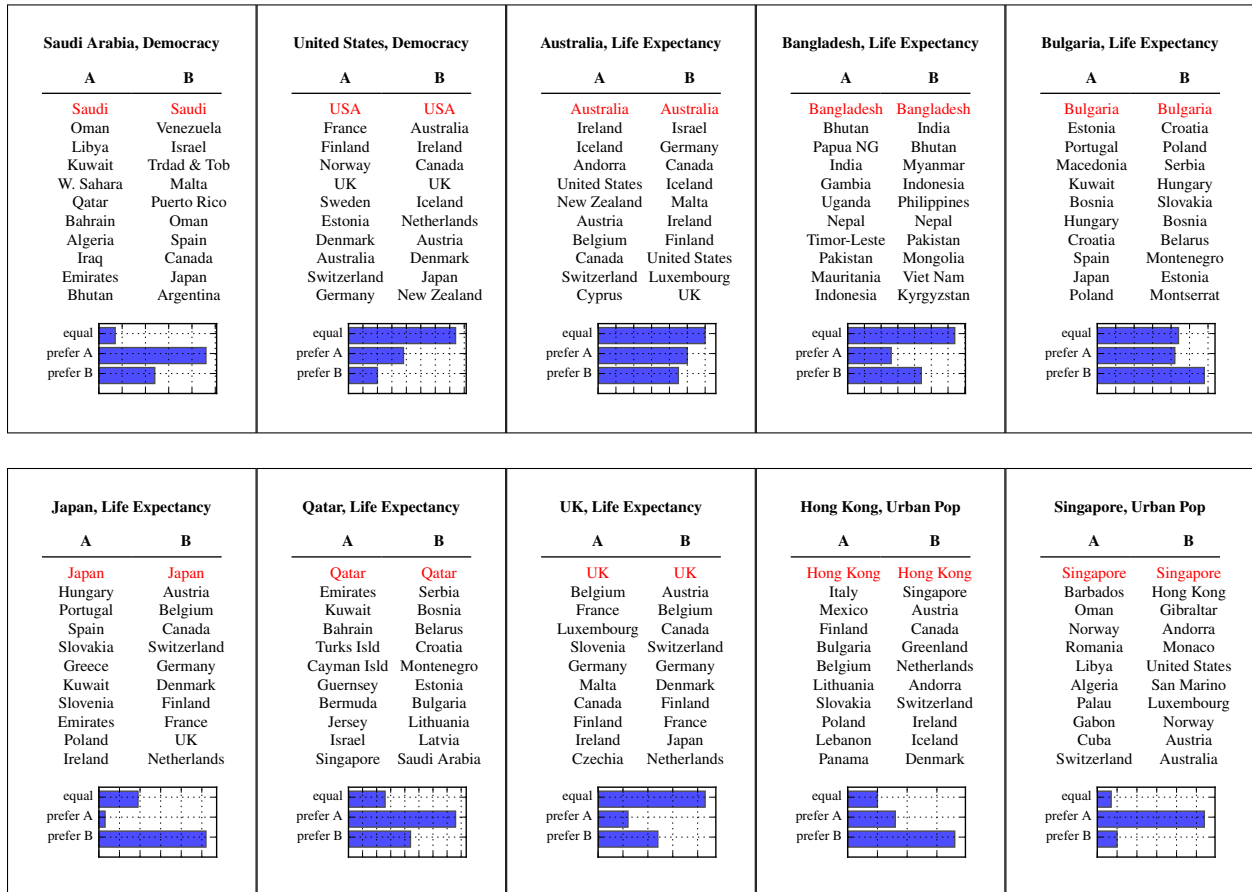 Saudi Arabia, Democracy
A B
Saudi Saudi
Oman Venezuela
Libya Israel
Kuwait Trdad & Tob
W. Sahara Malta
Qatar Puerto Rico
Bahrain Oman
Algeria Spain
Iraq Canada
Emirates Japan
Bhutan Argentina
equal
prefer A
prefer B
United States, Democracy
A B
USA USA
France Australia
Finland Ireland
Norway Canada
UK UK
Sweden Iceland
Estonia Netherlands
Denmark Austria
Australia Denmark
Switzerland Japan
Germany New Zealand
equal
prefer A
prefer B
Australia, Life Expectancy
A B
Australia Australia
Ireland Israel
Iceland Germany
Andorra Canada
United States Iceland
New Zealand Malta
Austria Ireland
Belgium Finland
Canada United States
Switzerland Luxembourg
Cyprus UK
equal
prefer A
prefer B
Bangladesh, Life Expectancy
A B
Bangladesh Bangladesh
Bhutan India
Papua NG Bhutan
India Myanmar
Gambia Indonesia
Uganda Philippines
Nepal Nepal
Timor-Leste Pakistan
Pakistan Mongolia
Mauritania Viet Nam
Indonesia Kyrgyzstan
equal
prefer A
prefer B
Bulgaria, Life Expectancy
A B
Bulgaria Bulgaria
Estonia Croatia
Portugal Poland
Macedonia Serbia
Kuwait Hungary
Bosnia Slovakia
Hungary Bosnia
Croatia Belarus
Spain Montenegro
Japan Estonia
Poland Montserrat
equal
prefer A
prefer B
Japan, Life Expectancy
A B
Japan Japan
Hungary Austria
Portugal Belgium
Spain Canada
Slovakia Switzerland
Greece Germany
Kuwait Denmark
Slovenia Finland
Emirates France
Poland UK
Ireland Netherlands
equal
prefer A
prefer B
Qatar, Life Expectancy
A B
Qatar Qatar
Emirates Serbia
Kuwait Bosnia
Bahrain Belarus
Turks Isld Croatia
Cayman Isld Montenegro
Guernsey Estonia
Bermuda Bulgaria
Jersey Lithuania
Israel Latvia
Singapore Saudi Arabia
equal
prefer A
prefer B
UK, Life Expectancy
A B
UK UK
Belgium Austria
France Belgium
Luxembourg Canada
Slovenia Switzerland
Germany Germany
Malta Denmark
Canada Finland
Finland France
Ireland Japan
Czechia Netherlands
equal
prefer A
prefer B
Hong Kong, Urban Pop
A B
Hong Kong Hong Kong
Italy Singapore
Mexico Austria
Finland Canada
Bulgaria Greenland
Belgium Netherlands
Lithuania Andorra
Slovakia Switzerland
Poland Ireland
Lebanon Iceland
Panama Denmark
equal
prefer A
prefer B
Singapore, Urban Pop
A B
Singapore Singapore
Barbados Hong Kong
Oman Gibraltar
Norway Andorra
Romania Monaco
Libya United States
Algeria San Marino
Palau Luxembourg
Gabon Norway
Cuba Austria
Switzerland Australia
equal
prefer A
prefer B